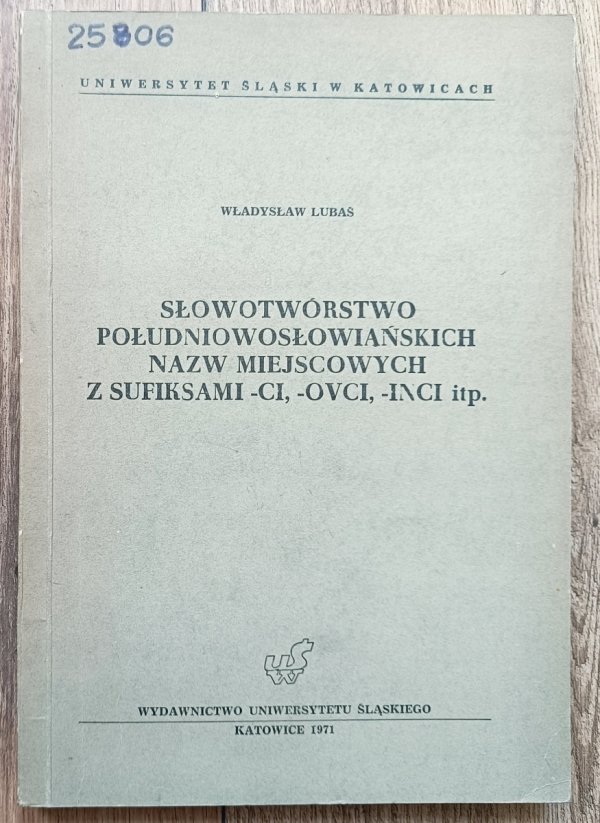 25806
UNIWERSYTET ŚLĄSKI W KATOWICACH
WŁADYSŁAW LUBAŚ
SŁOWOTWÓRSTWO
POŁUDNIOWOSŁOWIAŃSKICH
NAZW MIEJSCOWYCH
Z SUFIKSAMI -CI, -OVCI, -INCI itp.
uS
W
WYDAWNICTWO UNIWERSYTETU ŚLĄSKIEGO
KATOWICE 1971